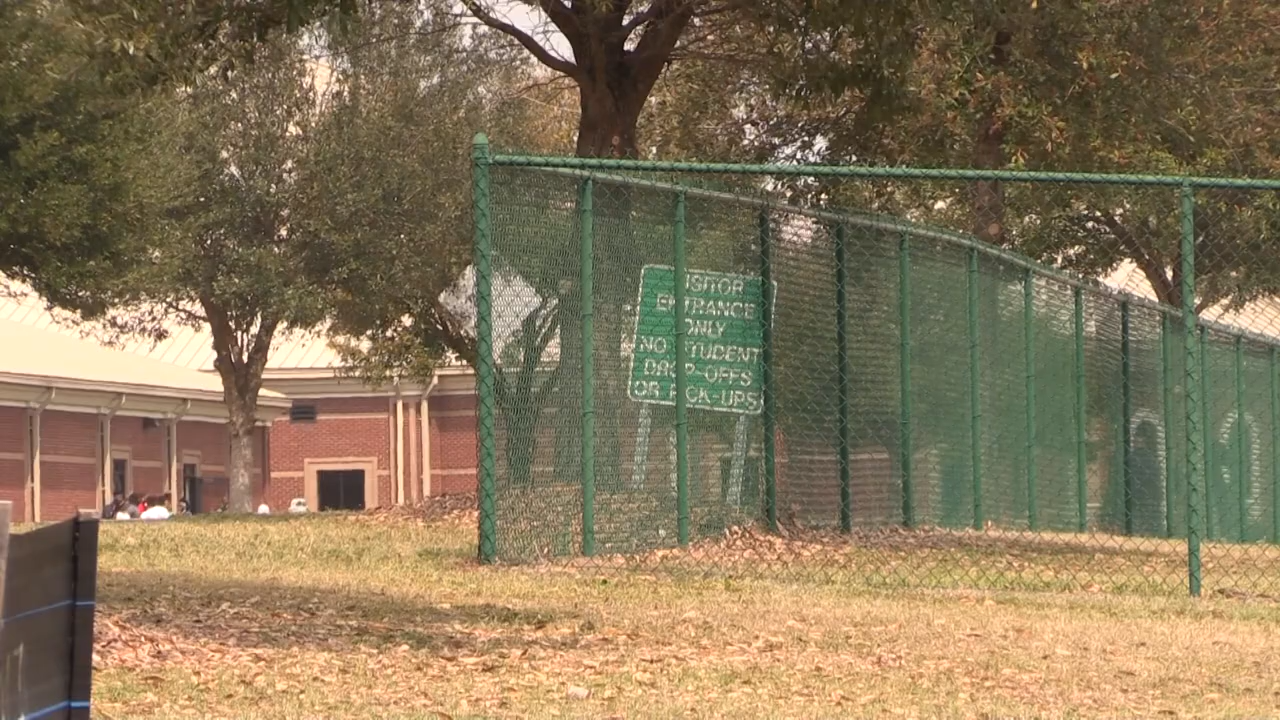 VISITOR
ENTRANCE
ONLY
NO STUDENT
DROP-OFFS
OR PICK-UPS